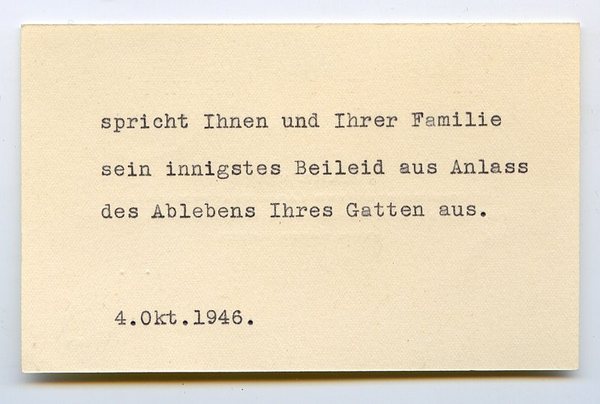 spricht Ihnen und Ihrer Familie
sein innigstes Beileid aus Anlass
des Ablebens Ihres Gatten aus.
4.Okt.1946.